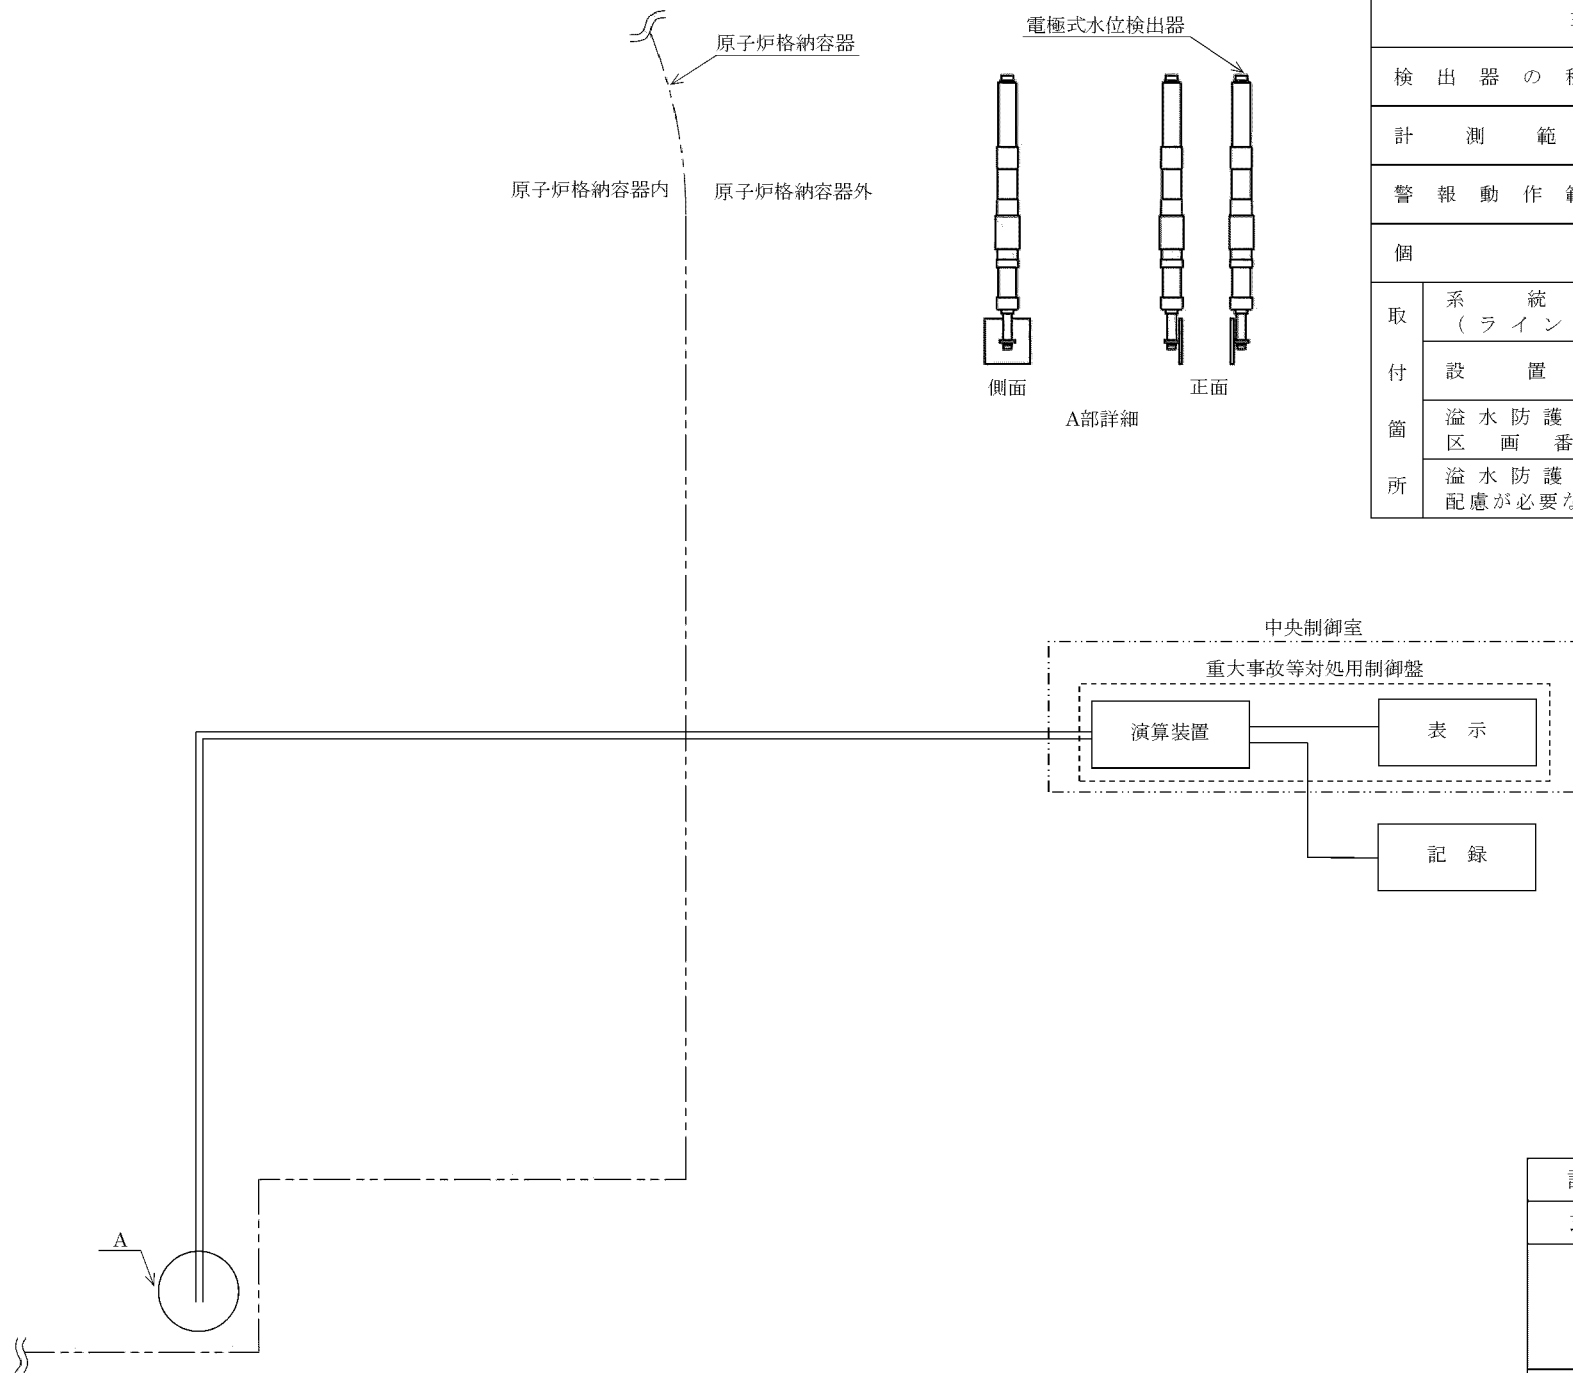 原子炉格納容器
電極式水位検出器
原子炉格納容器内
原子炉格納容器外
側面
正面
A部詳細
検出器の
計測範
警報動作
個
取付箇所
系統
（ライン
設置
溢水防護
区画番
溢水防護
配慮が必要
中央制御室
重大事故等対処用制御盤
演算装置
表示
記録
A